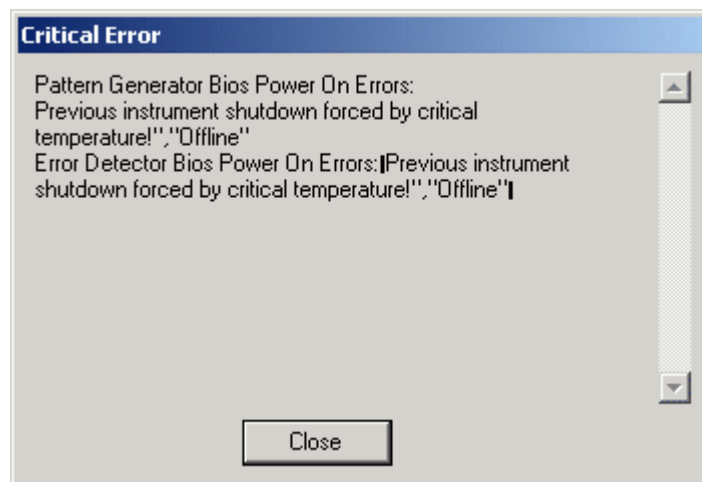 Critical Error
Pattern Generator Bios Power On Errors:
Previous instrument shutdown forced by critical
temperature!","Offline"
Error Detector Bios Power On Errors:|Previous instrument
shutdown forced by critical temperature!","Offline"|
Close